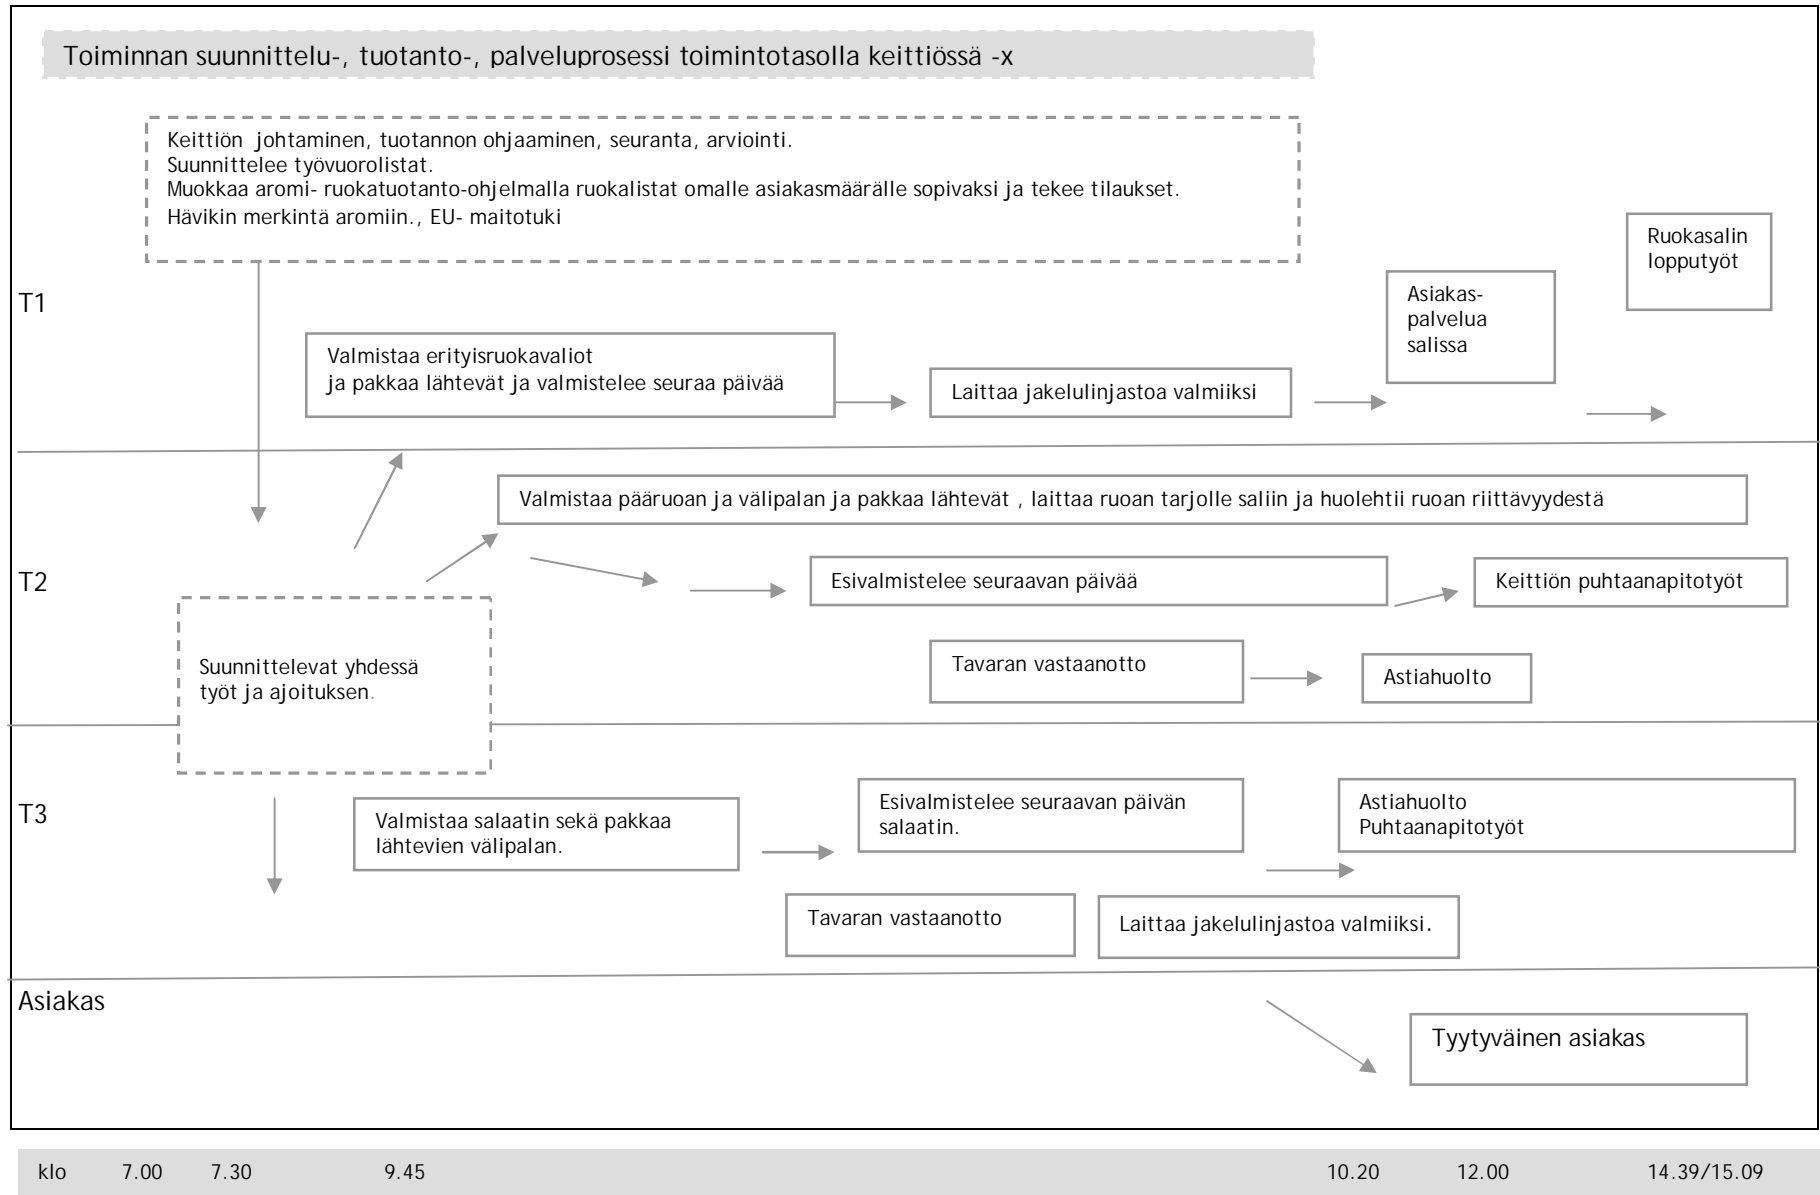 Toiminnan suunnittelu-, tuotanto-, palveluprosessi toimintotasolla keittiössä -x
Keittiön johtaminen, tuotannon ohjaaminen, seuranta, arviointi.
Suunnittelee työvuorolistat.
Muokkaa aromi- ruokatuotanto-ohjelmalla ruokalistat omalle asiakasmäärälle sopivaksi ja tekee tilaukset.
Hävikin merkintä aromiin., EU- maitotuki
Ruokasalin
lopputyöt
T1
Asiakas-
palvelua
salissa
Valmistaa erityisruokavaliot
ja pakkaa lähtevät ja valmistelee seuraa päivää
Laittaa jakelulinjastoa valmiiksi
Valmistaa pääruoan ja välipalan ja pakkaa lähtevät , laittaa ruoan tarjolle saliin ja huolehtii ruoan riittävyydestä
T2
Esivalmistelee seuraavan päivää
Keittiön puhtaanapitotyöt
Suunnittelevat yhdessä
työt ja ajoituksen.
Tavaran vastaanotto
Astiahuolto
T3
Valmistaa salaatin sekä pakkaa
lähtevien välipalan.
Esivalmistelee seuraavan päivän
salaatin.
Astiahuolto
Puhtaanapitotyöt
Tavaran vastaanotto
Laittaa jakelulinjastoa valmiiksi.
Asiakas
Tyytyväinen asiakas
klo 7.00 7.30 9.45 10.20 12.00 14.39/15.09